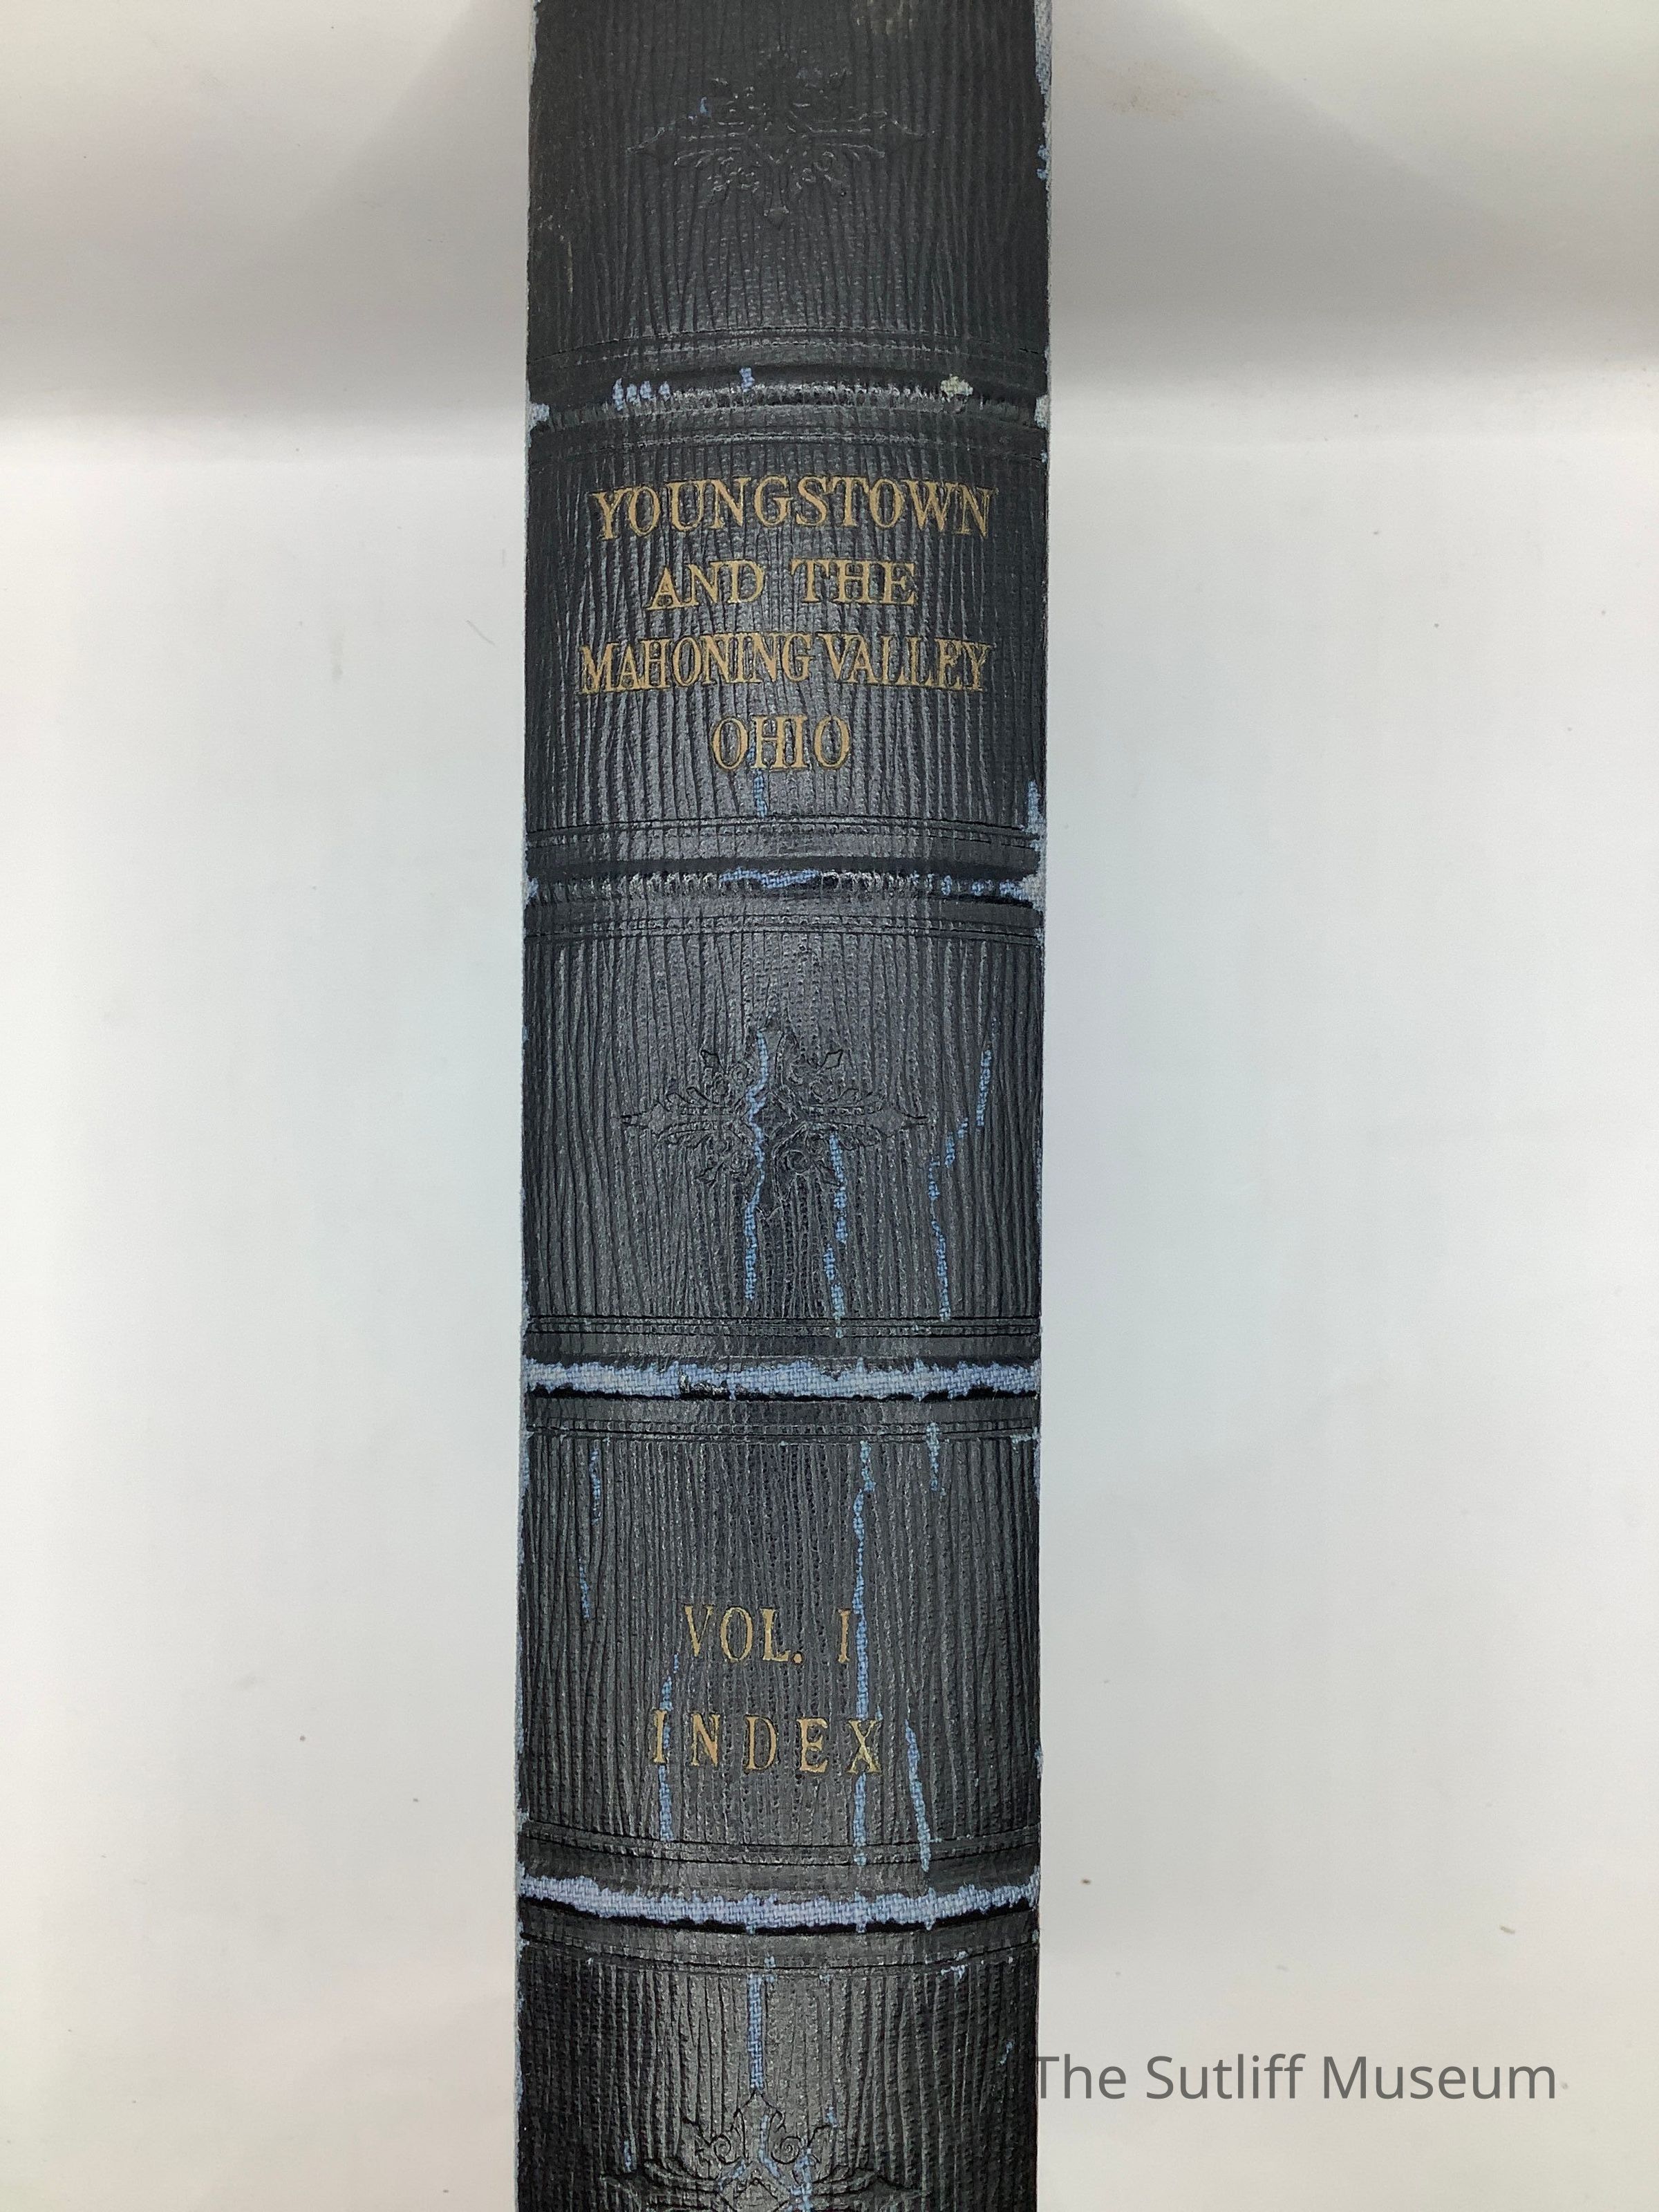 YOUNGSTOWN
AND THE
MAHONING VALLEY
OHIO
VOL. I
INDEX
The Sutliff Museum